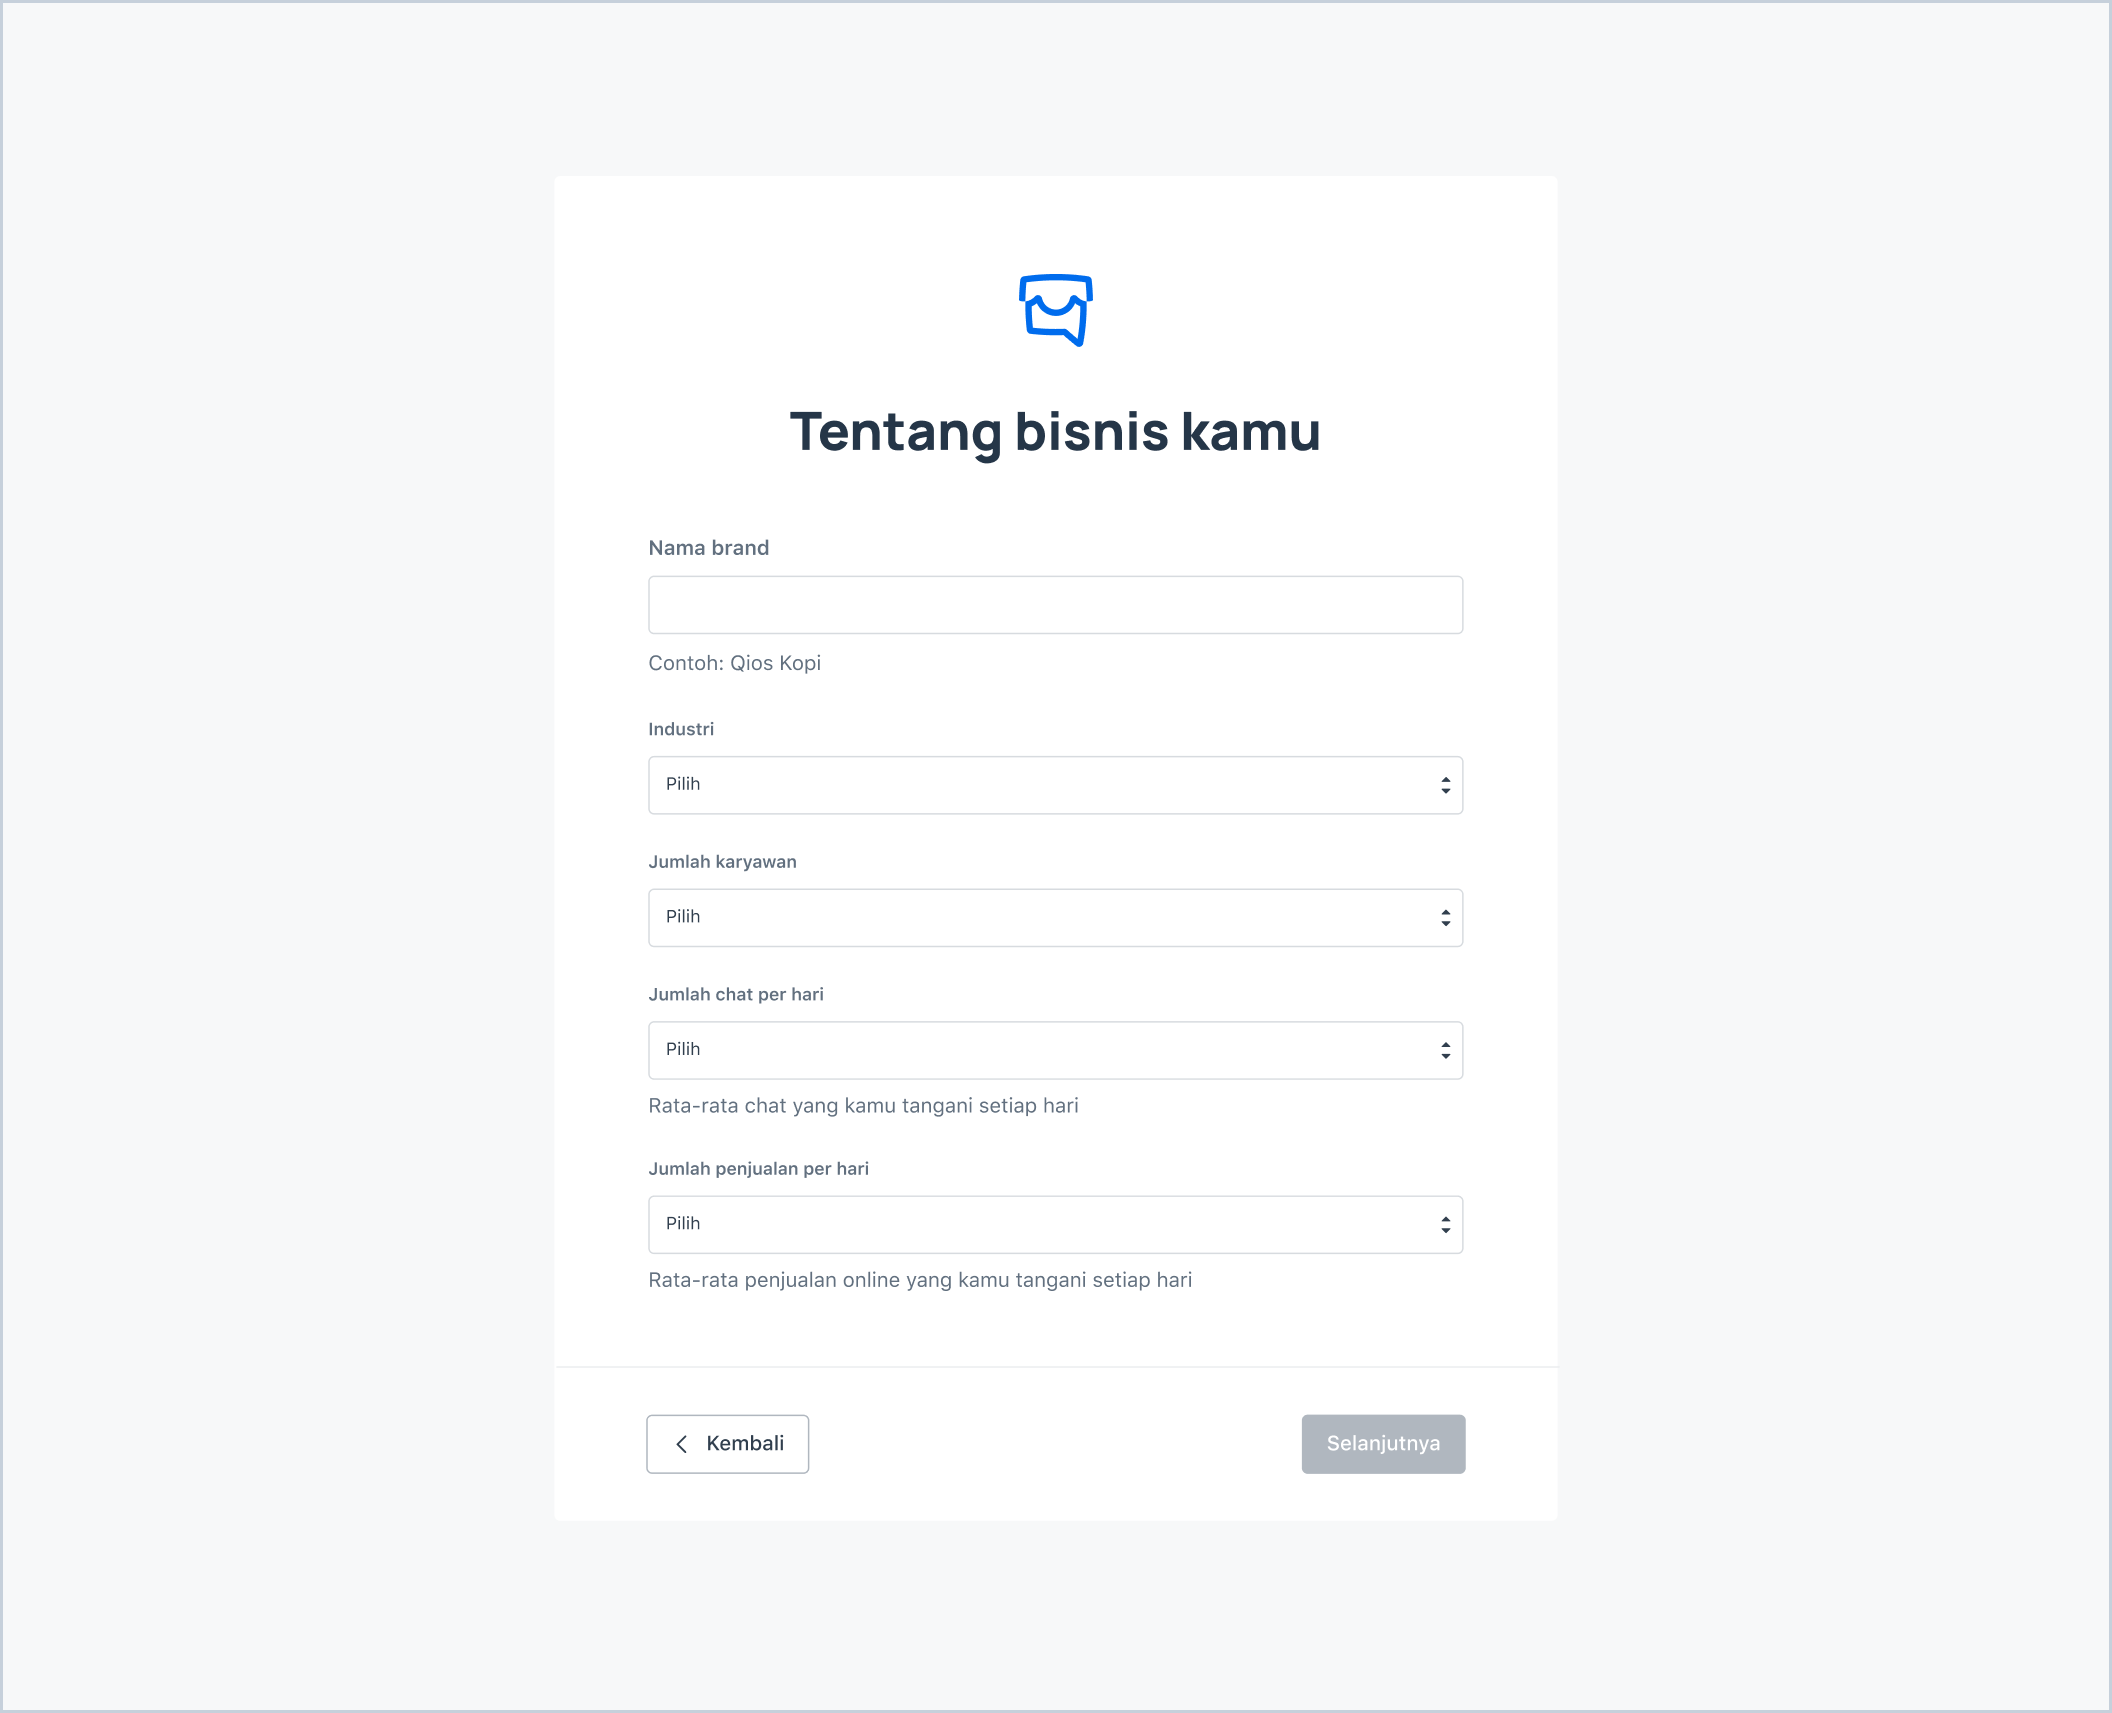 Tentang bisnis kamu
Nama brand
Contoh: Qios Kopi
Industri
Pilih
Jumlah karyawan
Pilih
Jumlah chat per hari
Pilih
Rata-rata chat yang kamu tangani setiap hari
Jumlah penjualan per hari
Pilih
Rata-rata penjualan online yang kamu tangani setiap hari
Kembali
Selanjutnya